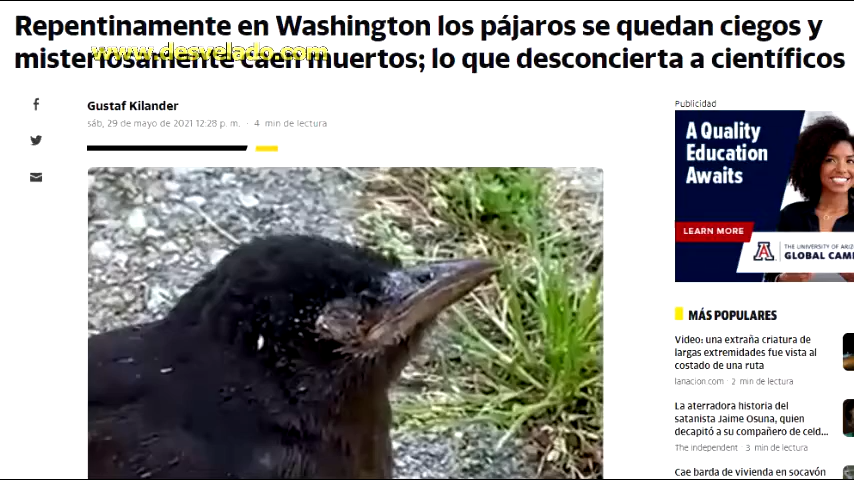 Repentinamente en Washington los pájaros se quedan ciegos y
misteriosamente caen muertos; lo que desconcierta a científicos
www.desvelado.com
Gustaf Kilander
sáb, 29 de mayo de 2021 12:28 p. m. · 4 min de lectura
Publicidad
A Quality
Education
Awaits
LEARN MORE
A
THE UNIVERSITY OF ARIZ
GLOBAL CAM
MÁS POPULARES
Video: una extraña criatura de
largas extremidades fue vista al
costado de una ruta
lanacion.com · 2 min de lectura
La aterradora historia del
satanista Jaime Osuna, quien
decapitó a su compañero de celd...
The independent · 3 min de lectura
Cae barda de vivienda en socavón